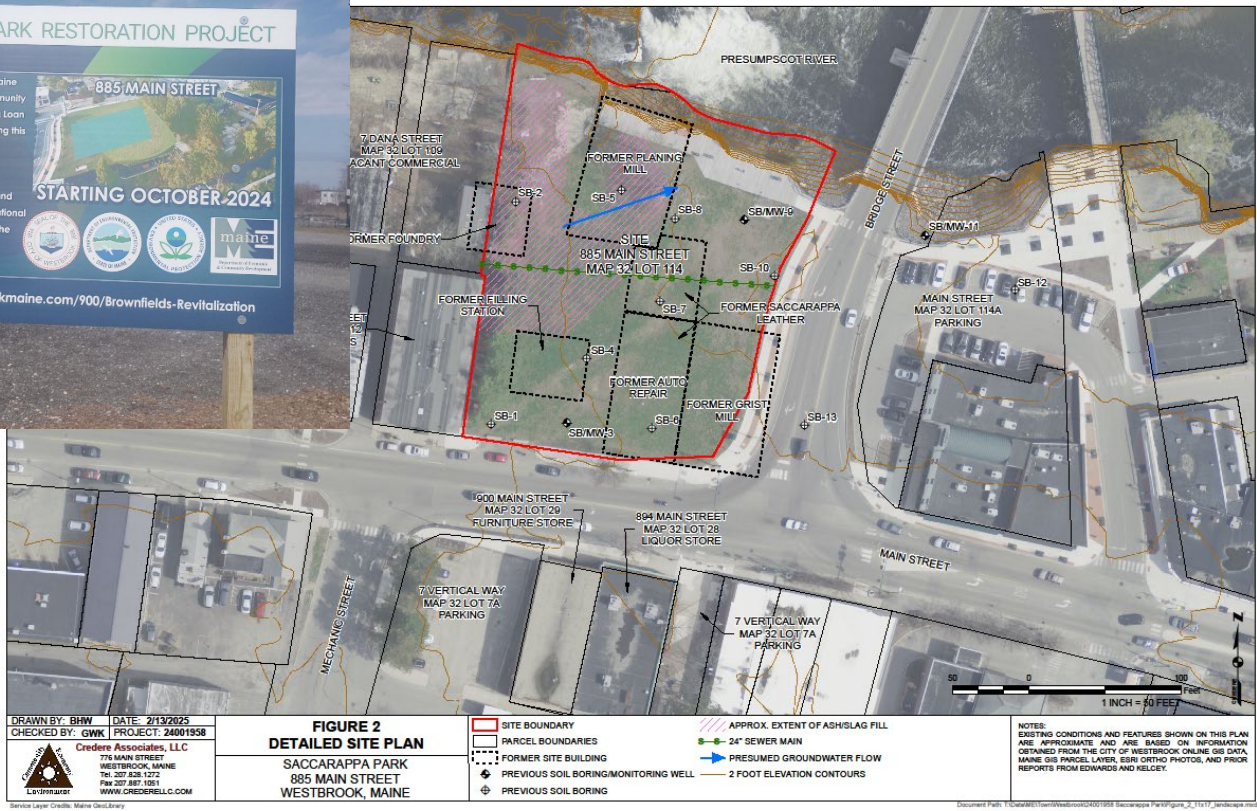 ARK RESTORATION PROJECT
885 MAIN STREET
STARTING OCTOBER 2024
maine
kmaine.com/900/Brownfields-Revitalization
PRESUMPSCOT RIVER
7 DANA STREET
MAP 32 LOT 109
ACANT COMMERCIAL
FORMER PLANING
MILL
BRIDGE STREET
SB-2
SB-5
SB-8
SB/MW-9
SB/MW-11
ORMER FOUNDRY
SITE
885 MAIN STREET
MAP 32 LOT 114
SB-10
SB-12
FORMER FILLING
STATION
SB-7
FORMER SACCARAPPA
LEATHER
MAIN STREET
MAP 32 LOT 114A
PARKING
SB-4
FORMER AUTO
REPAIR
FORMER GRIST
MILL
SB-1
SB/MW-3
SB-6
SB-13
900 MAIN STREET
MAP 32 LOT 29
FURNITURE STORE
894 MAIN STREET
MAP 32 LOT 28
LIQUOR STORE
MAIN STREET
MECHANIC STREET
7 VERTICAL WAY
MAP 32 LOT 7A
PARKING
7 VERTICAL WAY
MAP 32 LOT 7A
PARKING
50 0 100
Feet
1 INCH = 50 FEET
DRAWN BY: BHW DATE: 2/13/2025
CHECKED BY: GWK PROJECT: 24001958
Credere Associates, LLC
776 MAIN STREET
WESTBROOK, MAINE
Tel. 207.828.1272
Fax 207.887.1051
WWW.CREDERELLC.COM
FIGURE 2
DETAILED SITE PLAN
SACCARAPPA PARK
885 MAIN STREET
WESTBROOK, MAINE
SITE BOUNDARY
PARCEL BOUNDARIES
FORMER SITE BUILDING
PREVIOUS SOIL BORING/MONITORING WELL
PREVIOUS SOIL BORING
APPROX. EXTENT OF ASH/SLAG FILL
24" SEWER MAIN
PRESUMED GROUNDWATER FLOW
2 FOOT ELEVATION CONTOURS
NOTES:
EXISTING CONDITIONS AND FEATURES SHOWN ON THIS PLAN
ARE APPROXIMATE AND ARE BASED ON INFORMATION
OBTAINED FROM THE CITY OF WESTBROOK ONLINE GIS DATA,
MAINE GIS PARCEL LAYER, ESRI ORTHO PHOTOS, AND PRIOR
REPORTS FROM EDWARDS AND KELCEY.
Service Layer Credits: Maine GeoLibrary